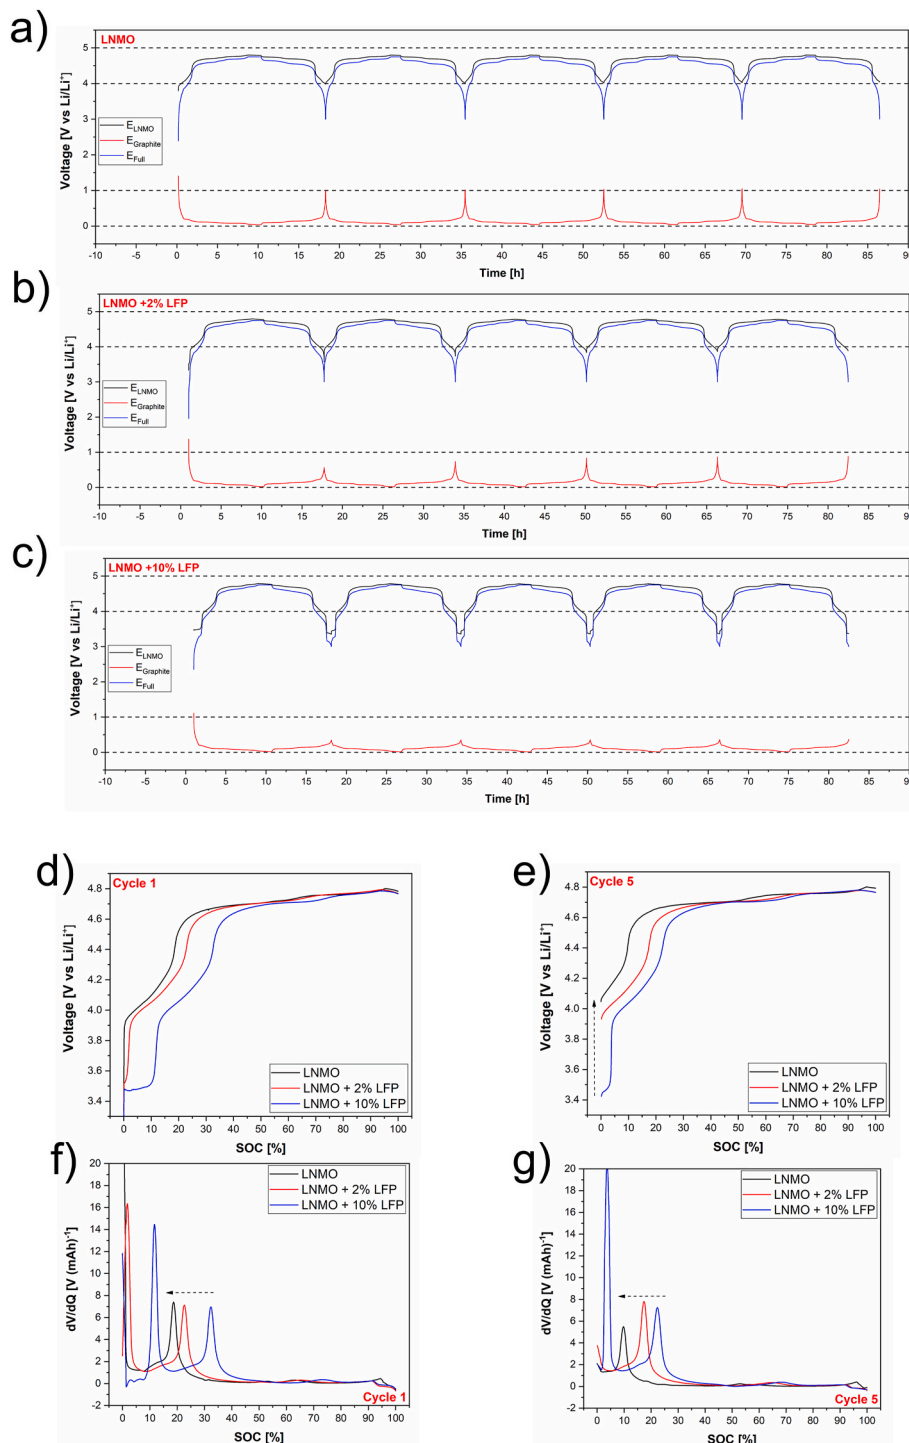 a)
LNMO
5
4
3
2
1
0
Voltage [V vs Li/Li⁺]
E_LNMO
E_Graphite
E_Full
-10 -5 0 5 10 15 20 25 30 35 40 45 50 55 60 65 70 75 80 85 90
Time [h]
b)
LNMO +2% LFP
5
4
3
2
1
0
Voltage [V vs Li/Li⁺]
E_LNMO
E_Graphite
E_Full
-10 -5 0 5 10 15 20 25 30 35 40 45 50 55 60 65 70 75 80 85 90
Time [h]
c)
LNMO +10% LFP
5
4
3
2
1
0
Voltage [V vs Li/Li⁺]
E_LNMO
E_Graphite
E_Full
-10 -5 0 5 10 15 20 25 30 35 40 45 50 55 60 65 70 75 80 85 90
Time [h]
d)
Cycle 1
4.8
4.6
4.4
4.2
4.0
3.8
3.6
3.4
Voltage [V vs Li/Li⁺]
LNMO
LNMO + 2% LFP
LNMO + 10% LFP
0 10 20 30 40 50 60 70 80 90 100
SOC [%]
e)
Cycle 5
4.8
4.6
4.4
4.2
4.0
3.8
3.6
3.4
Voltage [V vs Li/Li⁺]
LNMO
LNMO + 2% LFP
LNMO + 10% LFP
0 10 20 30 40 50 60 70 80 90 100
SOC [%]
f)
20
18
16
14
12
10
8
6
4
2
0
-2
dV/dQ [V (mAh)⁻¹]
LNMO
LNMO + 2% LFP
LNMO + 10% LFP
Cycle 1
0 10 20 30 40 50 60 70 80 90 100
SOC [%]
g)
20
18
16
14
12
10
8
6
4
2
0
-2
dV/dQ [V (mAh)⁻¹]
LNMO
LNMO + 2% LFP
LNMO + 10% LFP
Cycle 5
0 10 20 30 40 50 60 70 80 90 100
SOC [%]